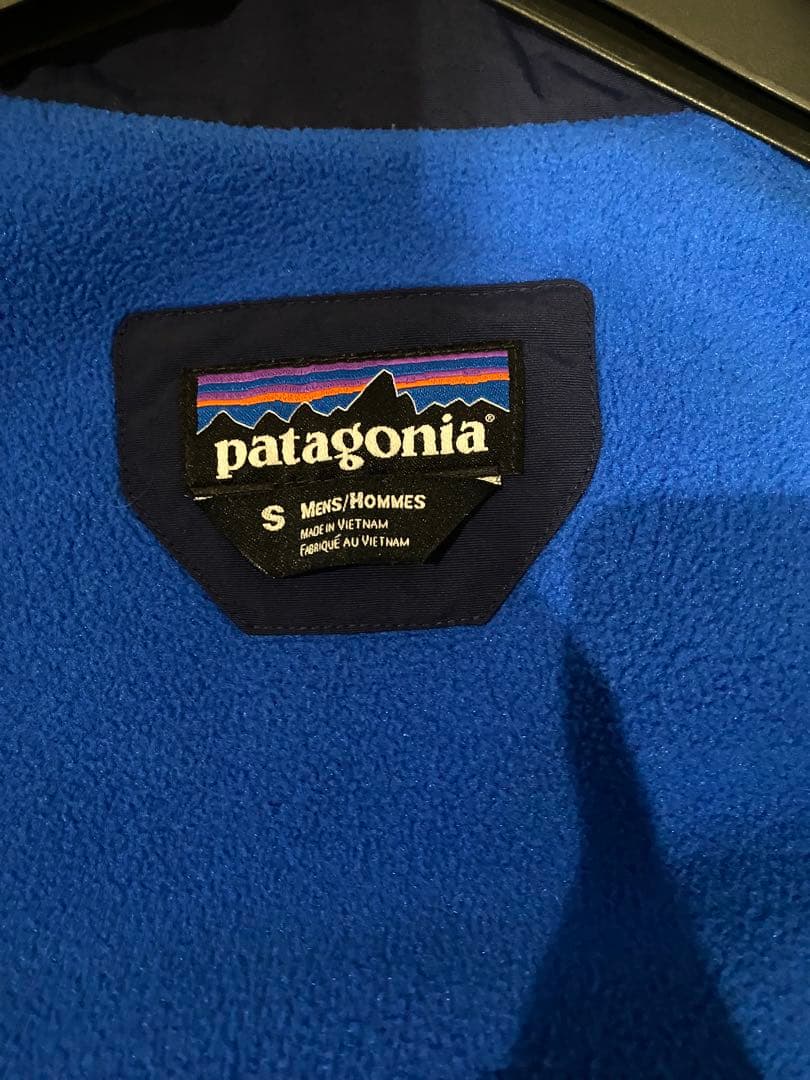 patagonia®
S MENS/HOMMES
MADE IN VIETNAM
FABRIQUÉ AU VIETNAM